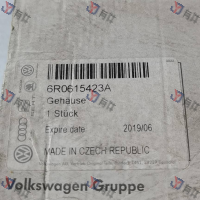 6R0615423A
Gehäuse
1 Stück
Expire date: 2019/06
MADE IN CZECH REPUBLIC
Volkswagen Gruppe